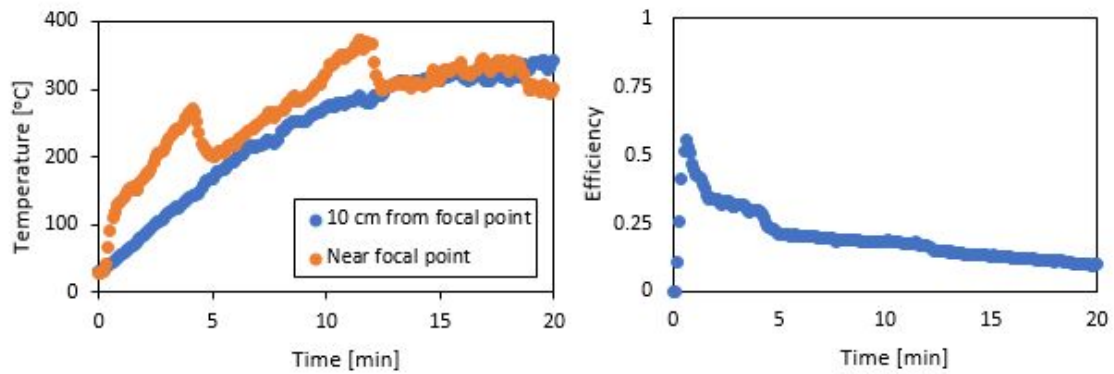 400
300
200
100
0
Temperature [°C]
10 cm from focal point
Near focal point
0 5 10 15 20
Time [min]
1
0.75
0.5
0.25
0
Efficiency
0 5 10 15 20
Time [min]